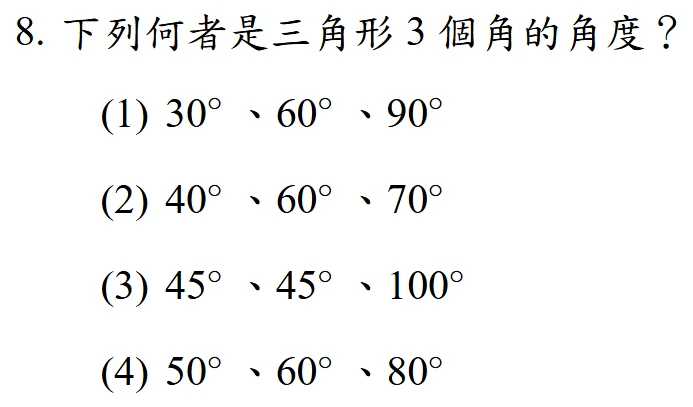 8. 下列何者是三角形 3 個角的角度？
(1) 30° 、60° 、90°
(2) 40° 、60° 、70°
(3) 45° 、45° 、100°
(4) 50° 、60° 、80°